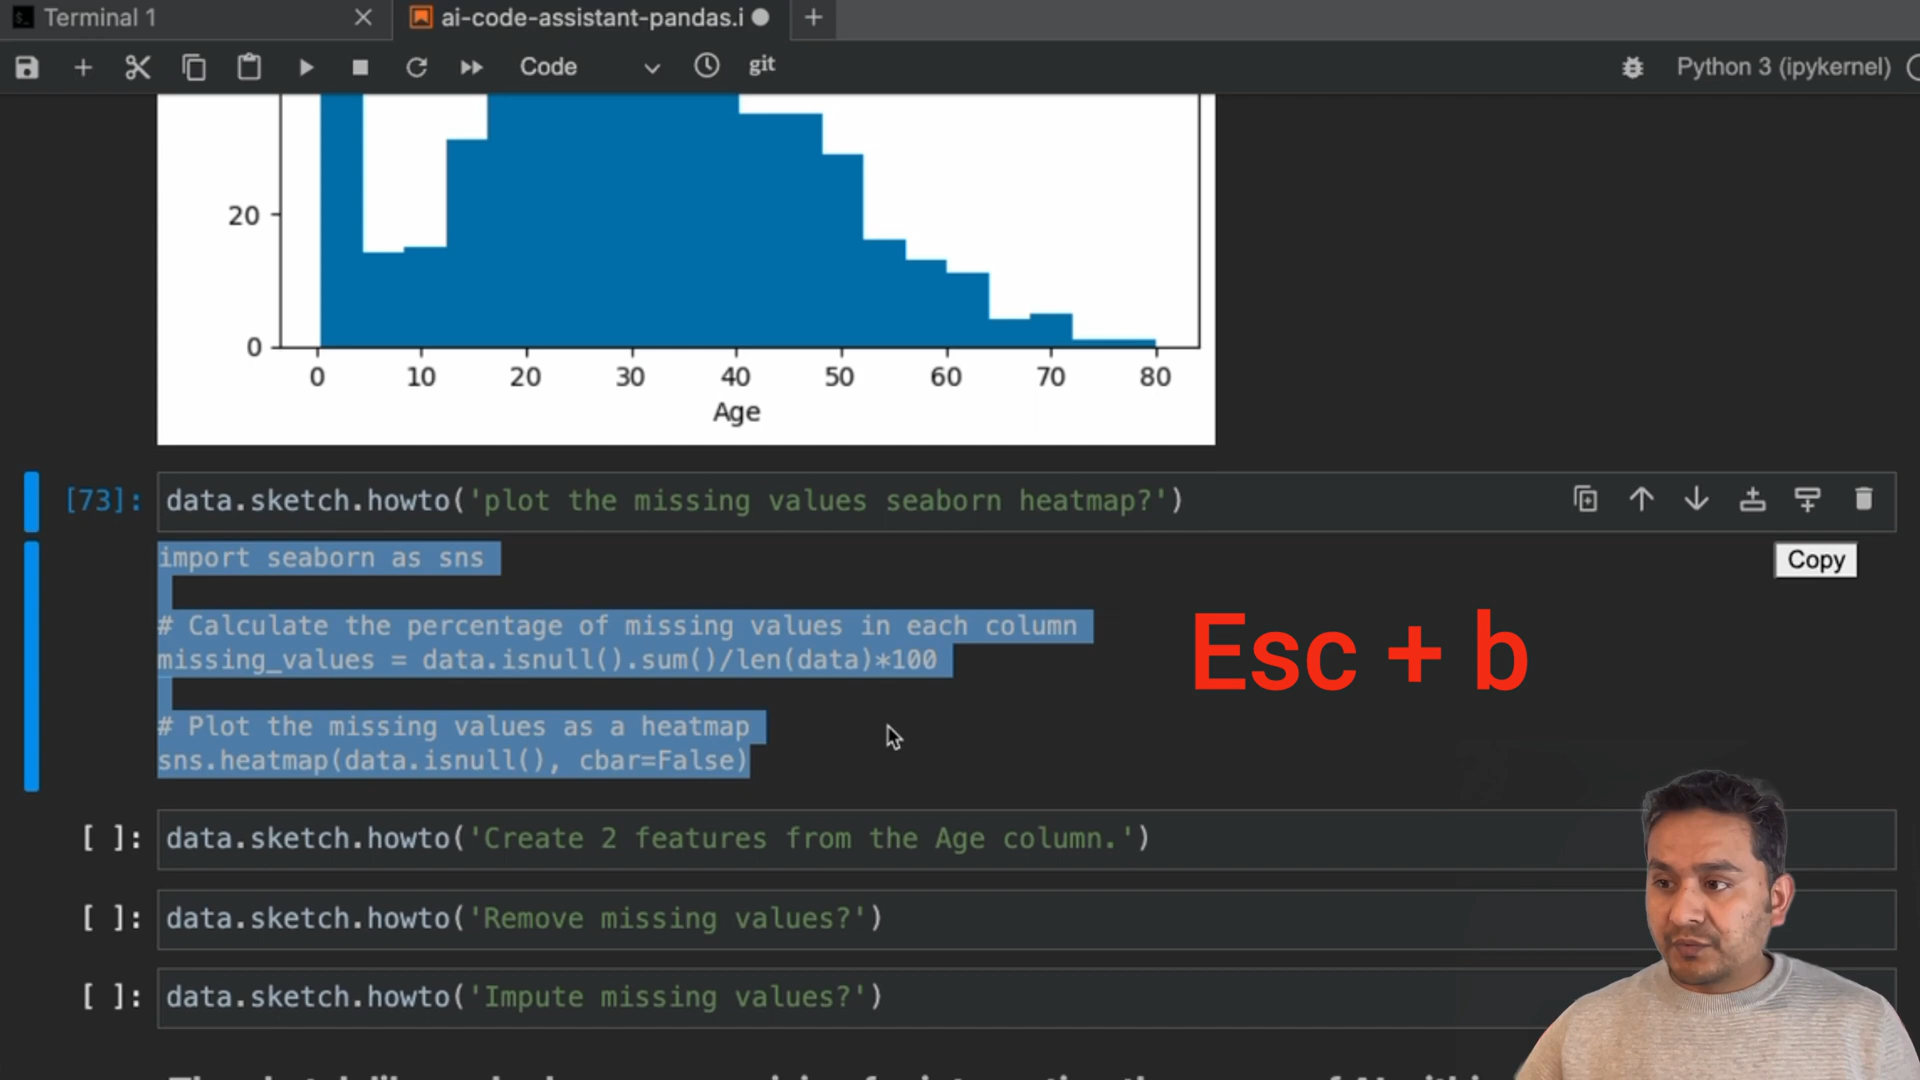 Terminal 1
ai-code-assistant-pandas.i
Code
git
Python 3 (ipykernel)
20
0
0 10 20 30 40 50 60 70 80
Age
[73]:
data.sketch.howto('plot the missing values seaborn heatmap?')
import seaborn as sns
Copy
# Calculate the percentage of missing values in each column
missing_values = data.isnull().sum()/len(data)*100
Esc + b
# Plot the missing values as a heatmap
sns.heatmap(data.isnull(), cbar=False)
[ ]:
data.sketch.howto('Create 2 features from the Age column.')
[ ]:
data.sketch.howto('Remove missing values?')
[ ]:
data.sketch.howto('Impute missing values?')